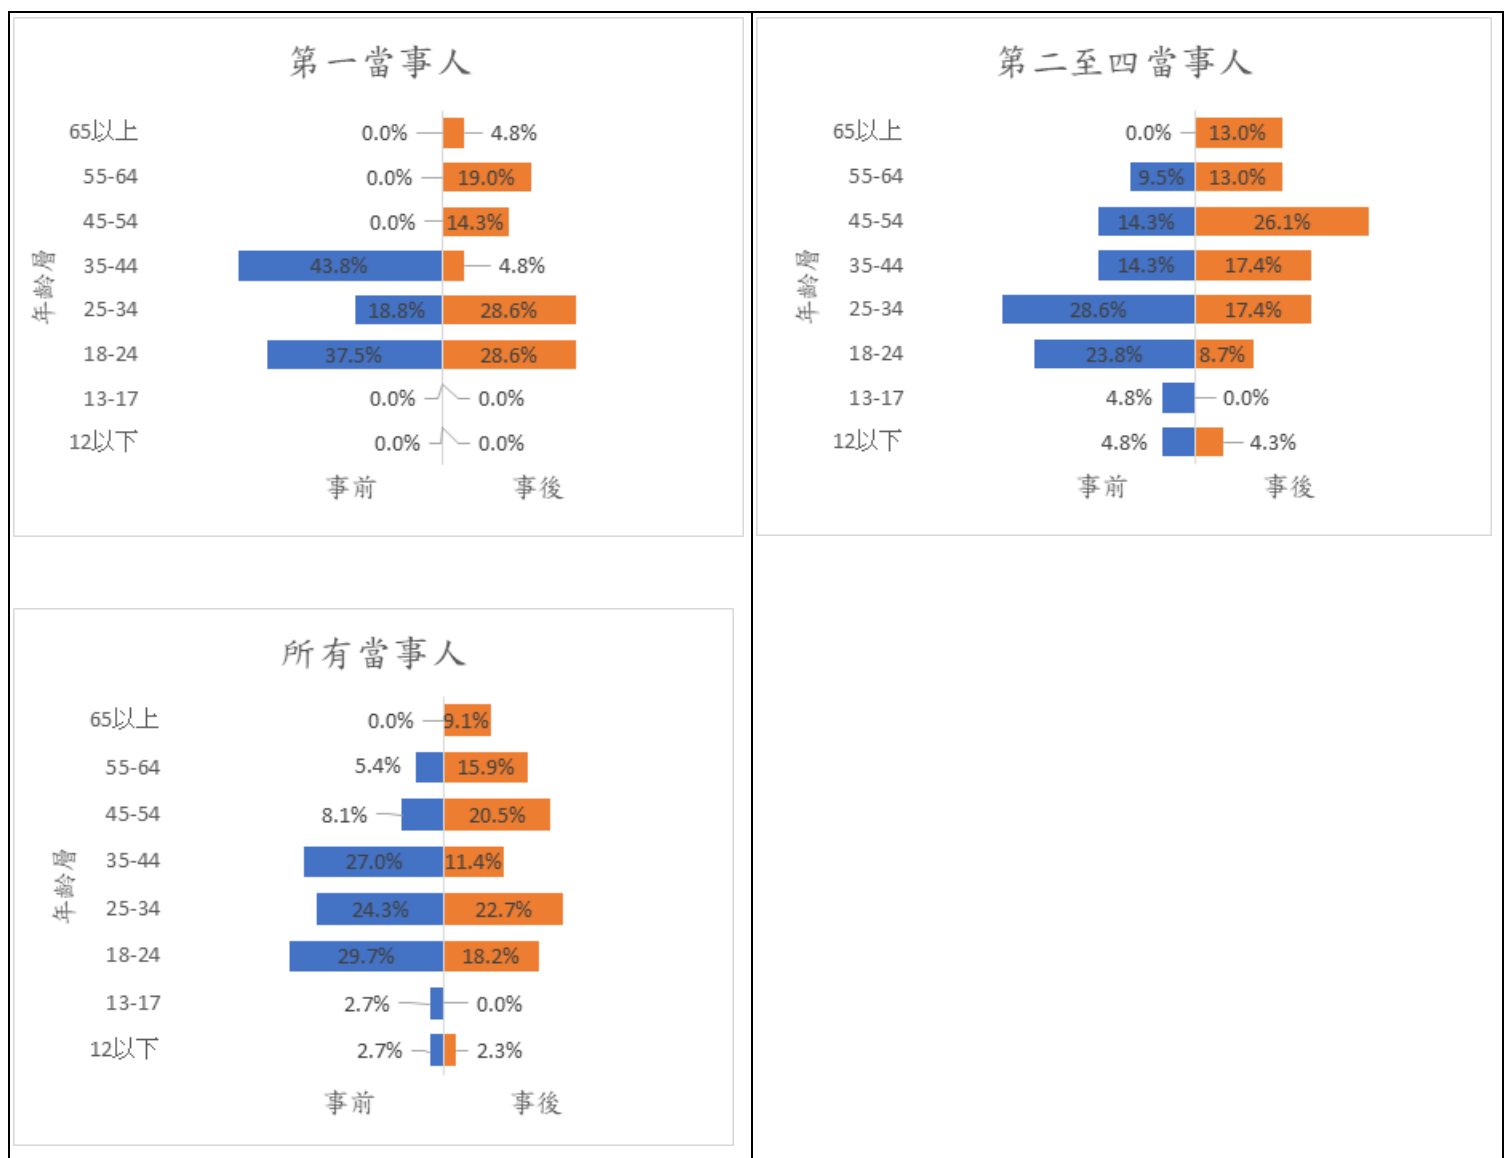 第一當事人
65以上 0.0% 4.8%
55-64 0.0% 19.0%
45-54 0.0% 14.3%
35-44 43.8% 4.8%
25-34 18.8% 28.6%
18-24 37.5% 28.6%
13-17 0.0% 0.0%
12以下 0.0% 0.0%
年齡層
事前 事後
第二至四當事人
65以上 0.0% 13.0%
55-64 9.5% 13.0%
45-54 14.3% 26.1%
35-44 14.3% 17.4%
25-34 28.6% 17.4%
18-24 23.8% 8.7%
13-17 4.8% 0.0%
12以下 4.8% 4.3%
年齡層
事前 事後
所有當事人
65以上 0.0% 9.1%
55-64 5.4% 15.9%
45-54 8.1% 20.5%
35-44 27.0% 11.4%
25-34 24.3% 22.7%
18-24 29.7% 18.2%
13-17 2.7% 0.0%
12以下 2.7% 2.3%
年齡層
事前 事後